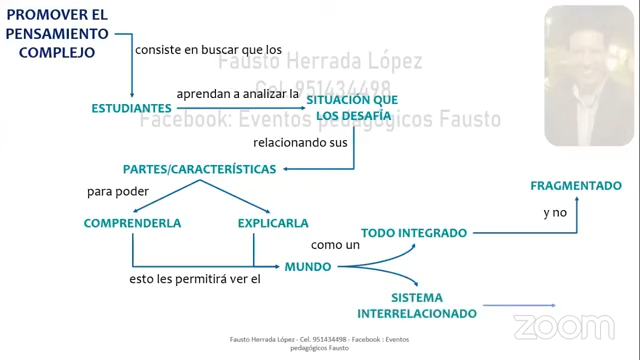 PROMOVER EL
PENSAMIENTO
COMPLEJO
consiste en buscar que los
Fausto Herrada López
Cel. 951434498
Facebook: Eventos pedagógicos Fausto
ESTUDIANTES
aprendan a analizar la
SITUACIÓN QUE
LOS DESAFÍA
relacionando sus
PARTES/CARACTERÍSTICAS
para poder
COMPRENDERLA
EXPLICARLA
esto les permitirá ver el
MUNDO
como un
TODO INTEGRADO
y no
FRAGMENTADO
SISTEMA
INTERRELACIONADO
zoom
Fausto Herrada López - Cel. 951434498 - Facebook : Eventos
pedagógicos Fausto